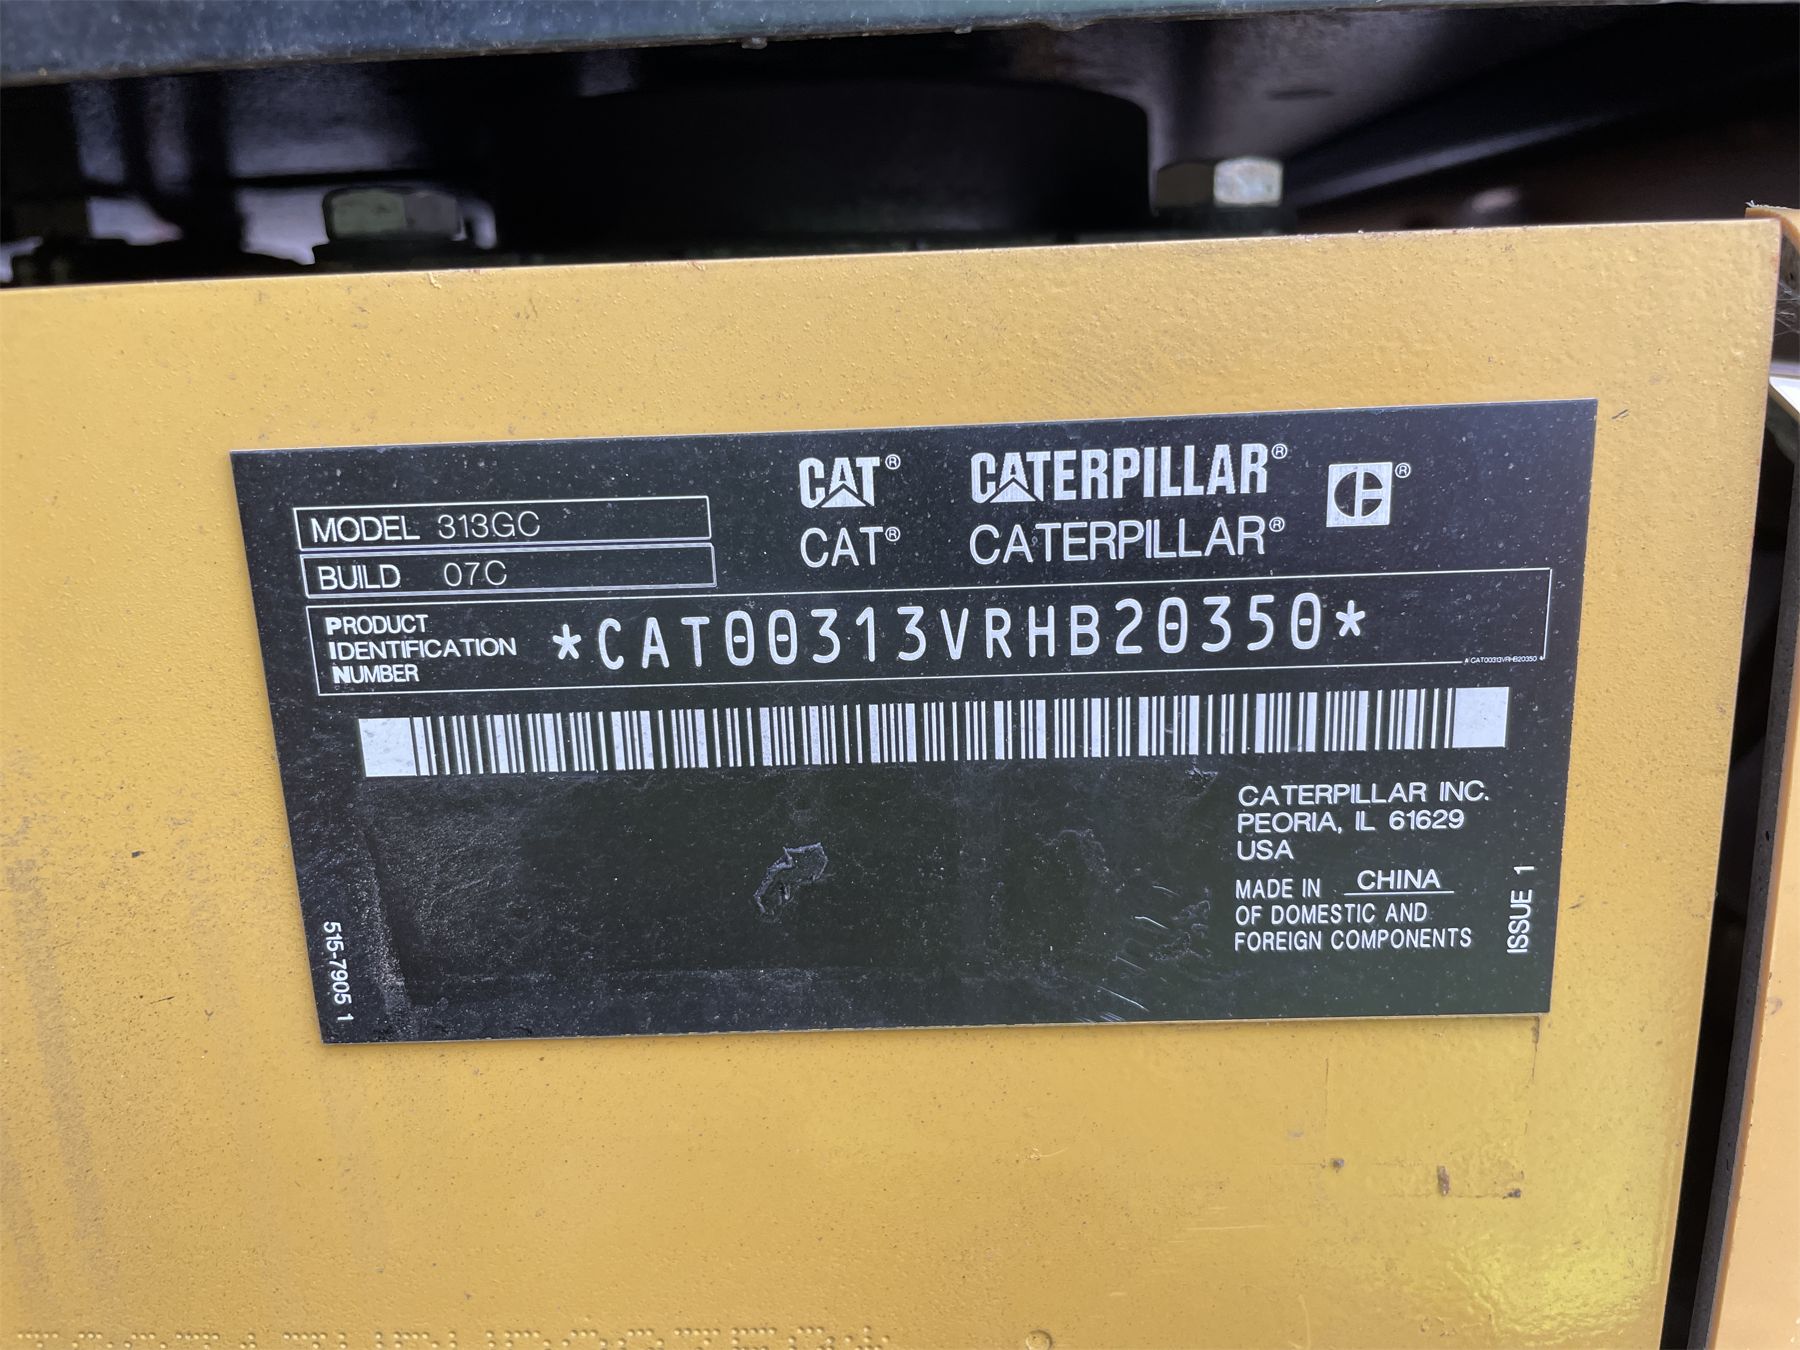 CAT® CATERPILLAR® ®
CAT® CATERPILLAR®
MODEL 313GC
BUILD 07C
PRODUCT
IDENTIFICATION
NUMBER
*CAT00313VRHB20350*
*CAT00313VRHB20350*
CATERPILLAR INC.
PEORIA, IL 61629
USA
MADE IN CHINA
OF DOMESTIC AND
FOREIGN COMPONENTS
ISSUE 1
515-7905 1